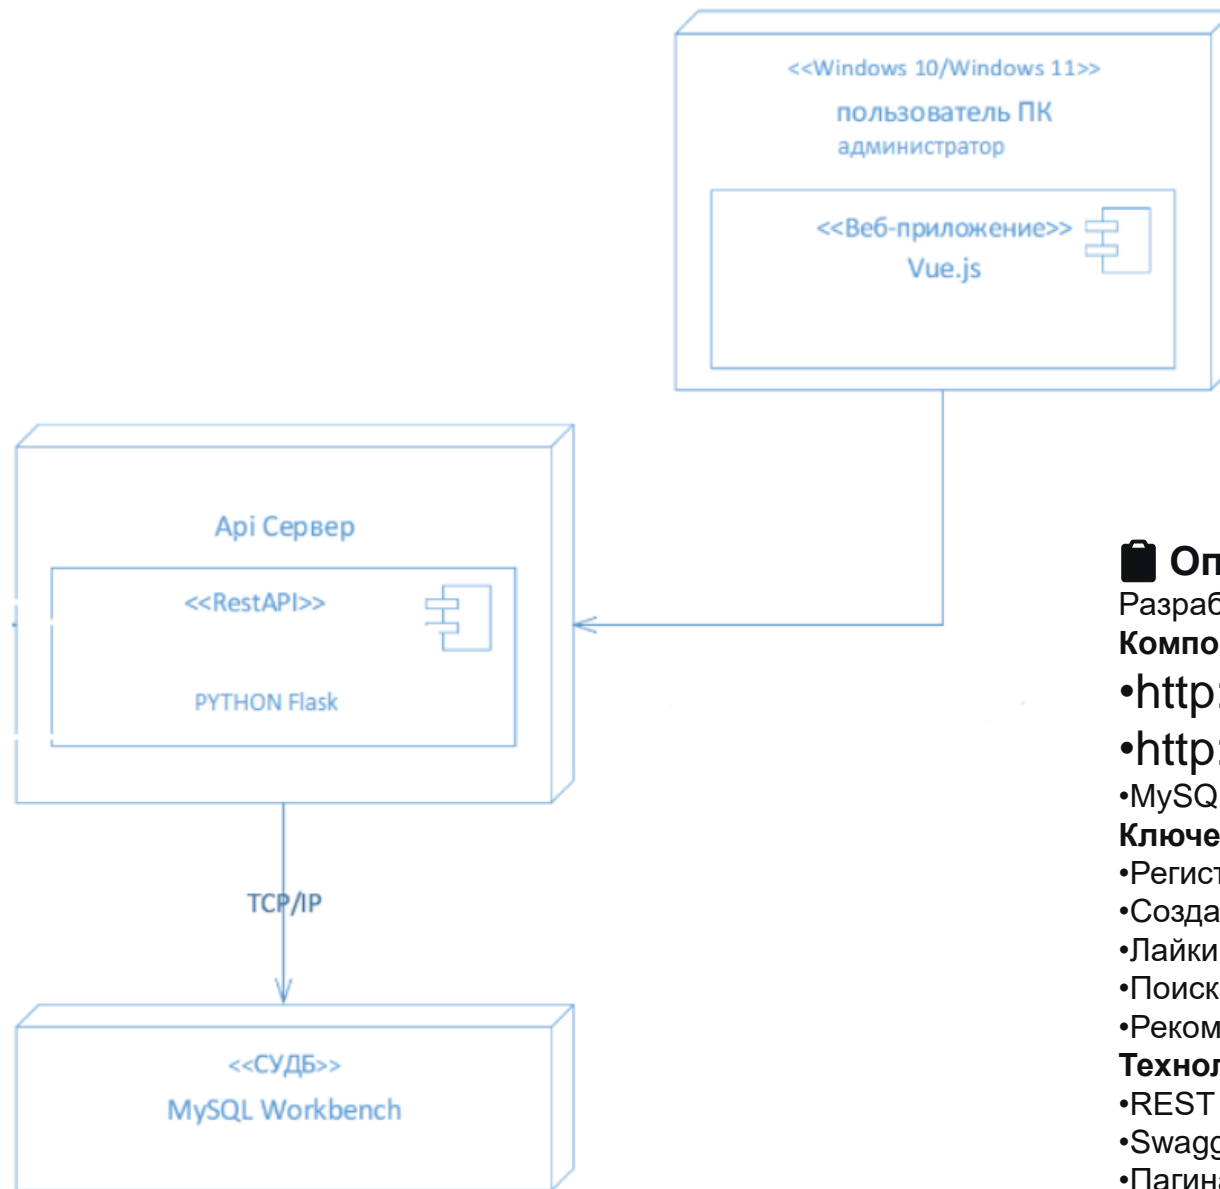 <<Windows 10/Windows 11>>
пользователь ПК
администратор
<<Веб-приложение>>
Vue.js
Api Сервер
<<RestAPI>>
PYTHON Flask
TCP/IP
<<СУДБ>>
MySQL Workbench
Оп
Разраб
Компо
•http:
•http:
•MySQ
Ключе
•Регист
•Созда
•Лайки
•Поиск
•Реком
Технол
•REST
•Swagg
•Пагина